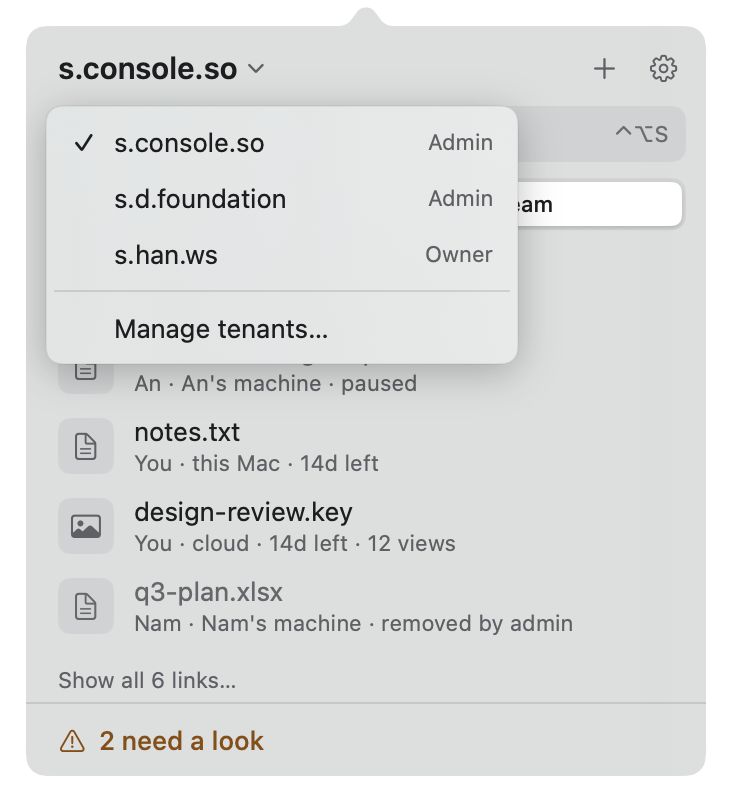 s.console.so
s.console.so Admin
^⌥S
s.d.foundation Admin
s.han.ws Owner
Manage tenants...
An · An's machine · paused
notes.txt
You · this Mac · 14d left
design-review.key
You · cloud · 14d left · 12 views
q3-plan.xlsx
Nam · Nam's machine · removed by admin
Show all 6 links...
2 need a look